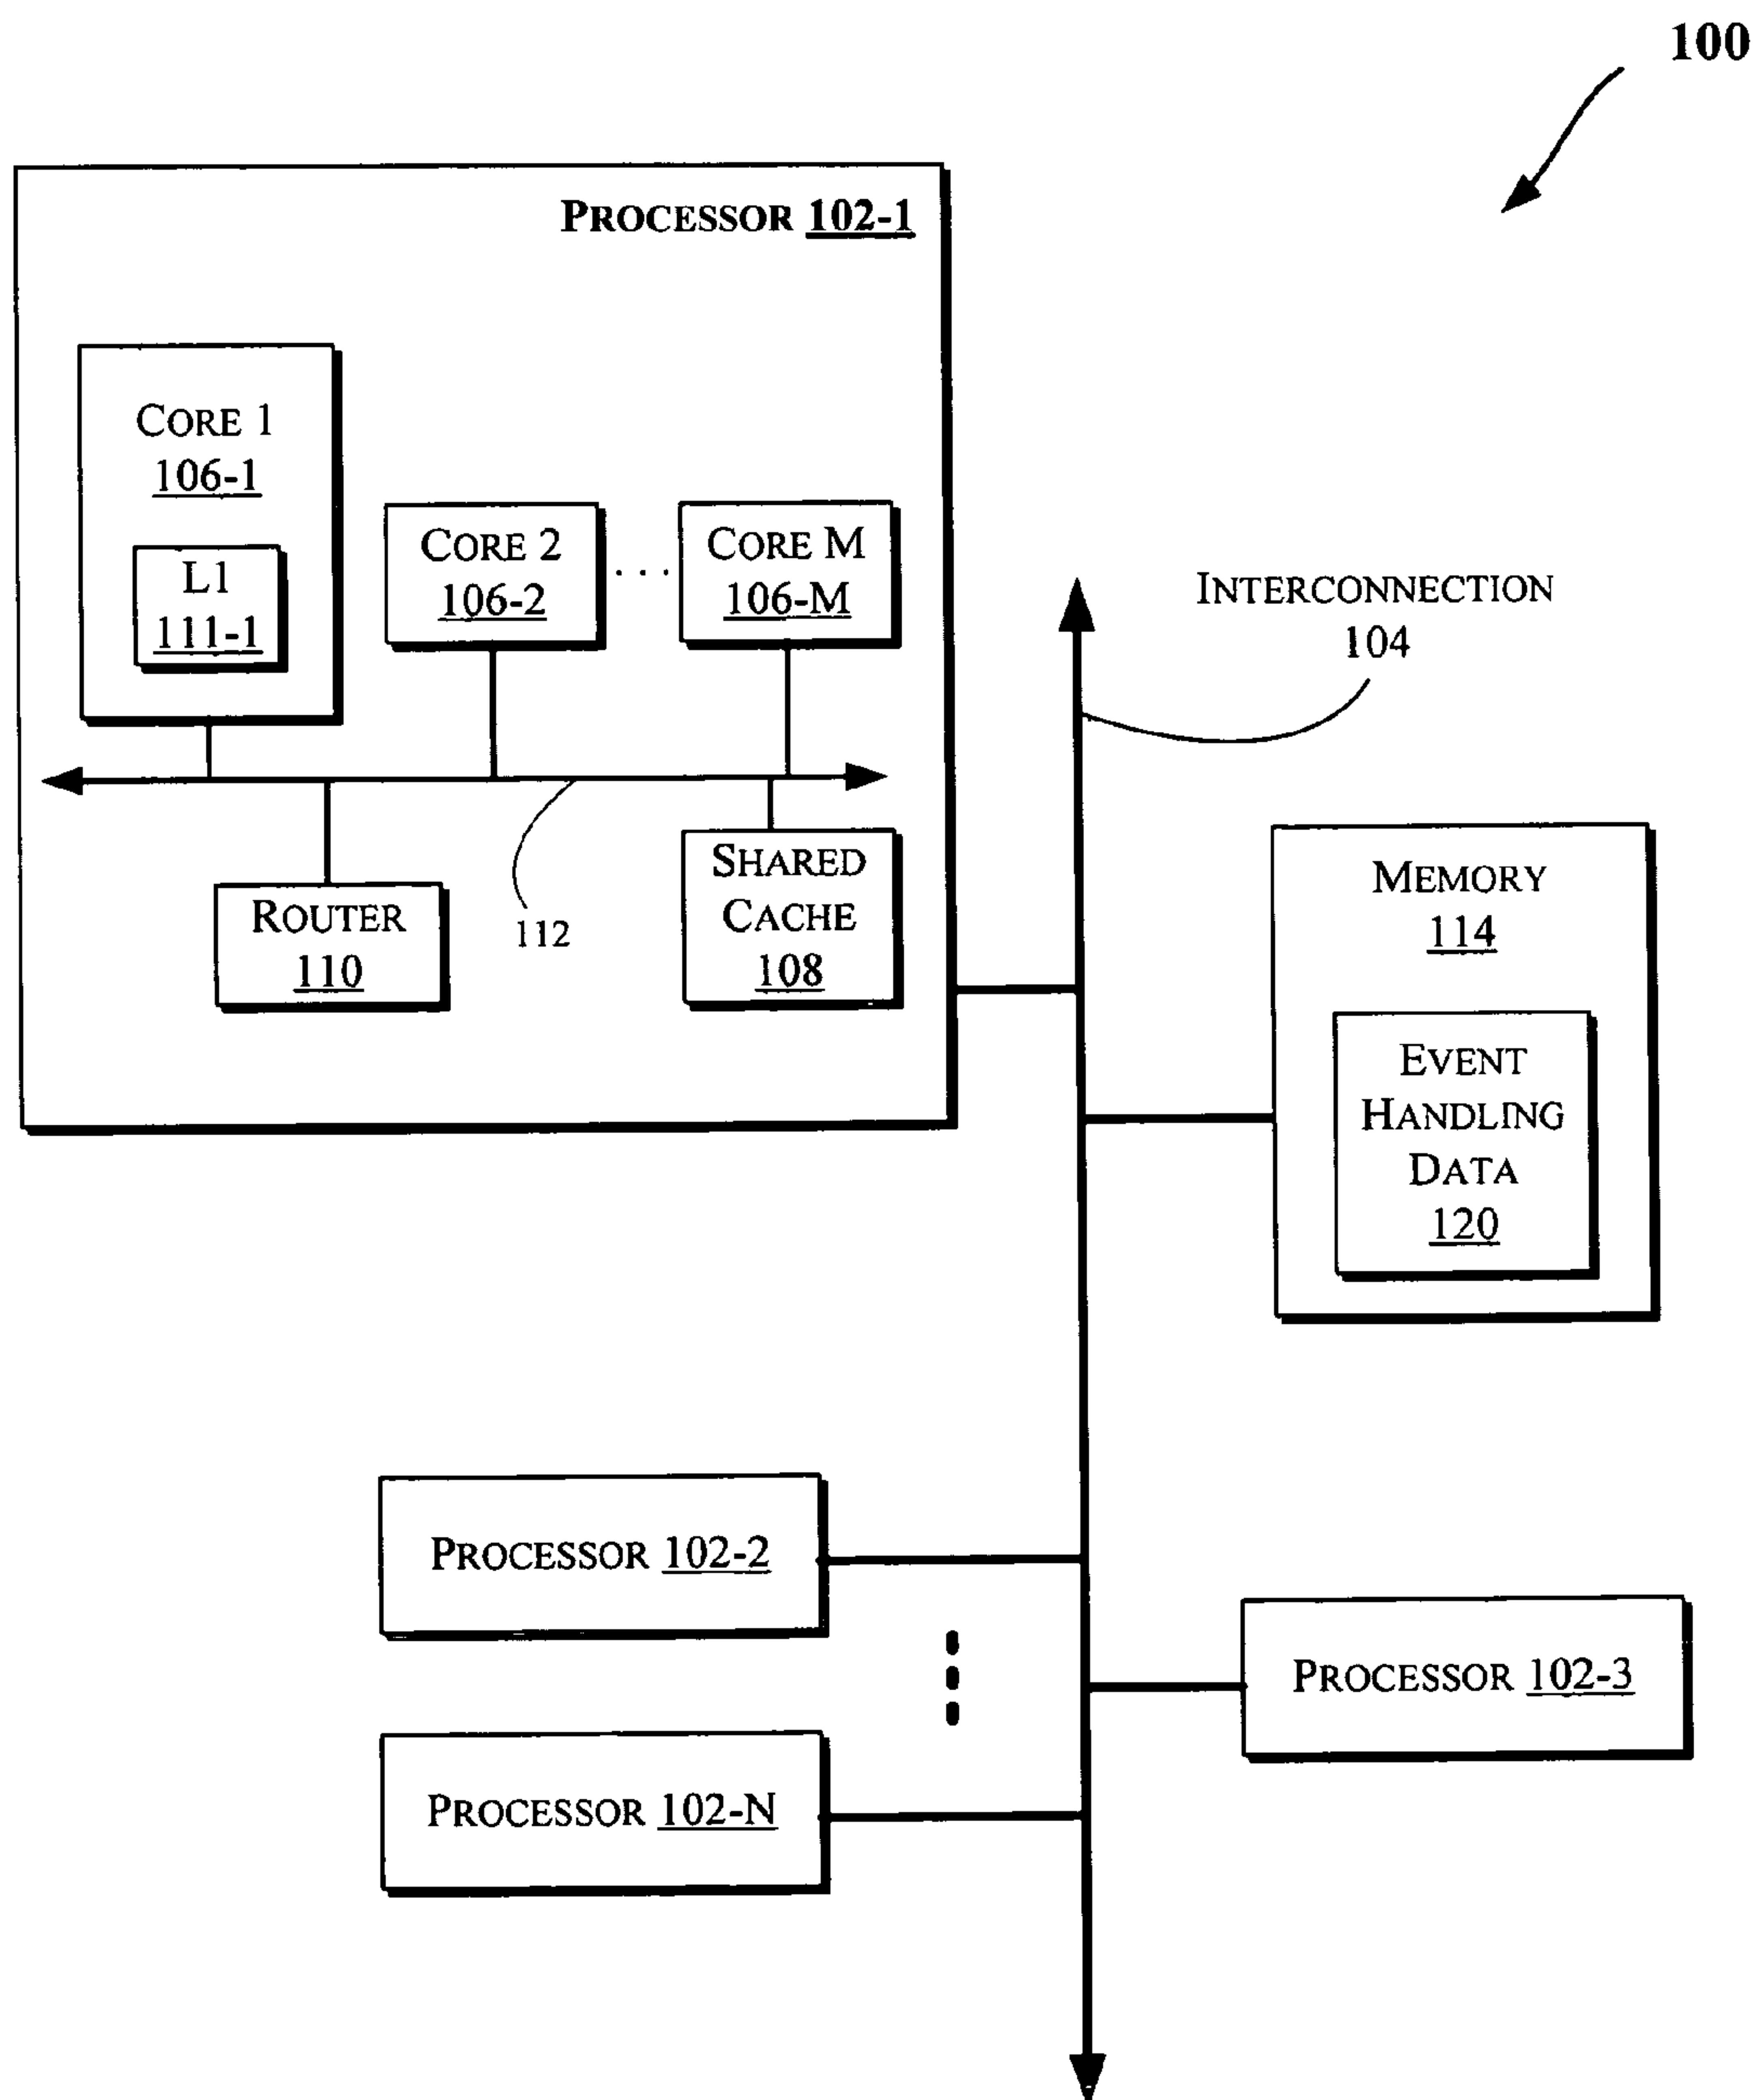 100
PROCESSOR 102-1
CORE 1
106-1
L1
111-1
CORE 2
106-2
. . .
CORE M
106-M
112
ROUTER
110
SHARED
CACHE
108
INTERCONNECTION
104
MEMORY
114
EVENT
HANDLING
DATA
120
PROCESSOR 102-2
PROCESSOR 102-3
PROCESSOR 102-N